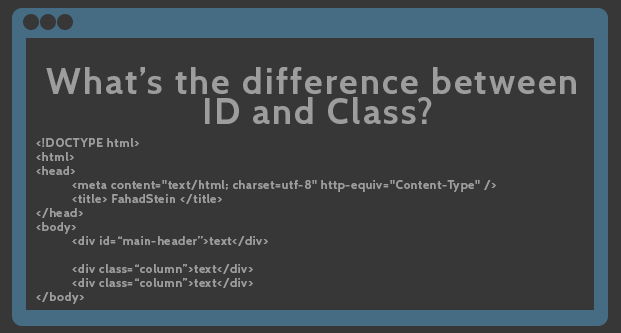 What's the difference between
ID and Class?
<!DOCTYPE html>
<html>
<head>
<meta content="text/html; charset=utf-8" http-equiv="Content-Type" />
<title> FahadStein </title>
</head>
<body>
<div id=“main-header”>text</div>
<div class=“column”>text</div>
<div class=“column”>text</div>
</body>